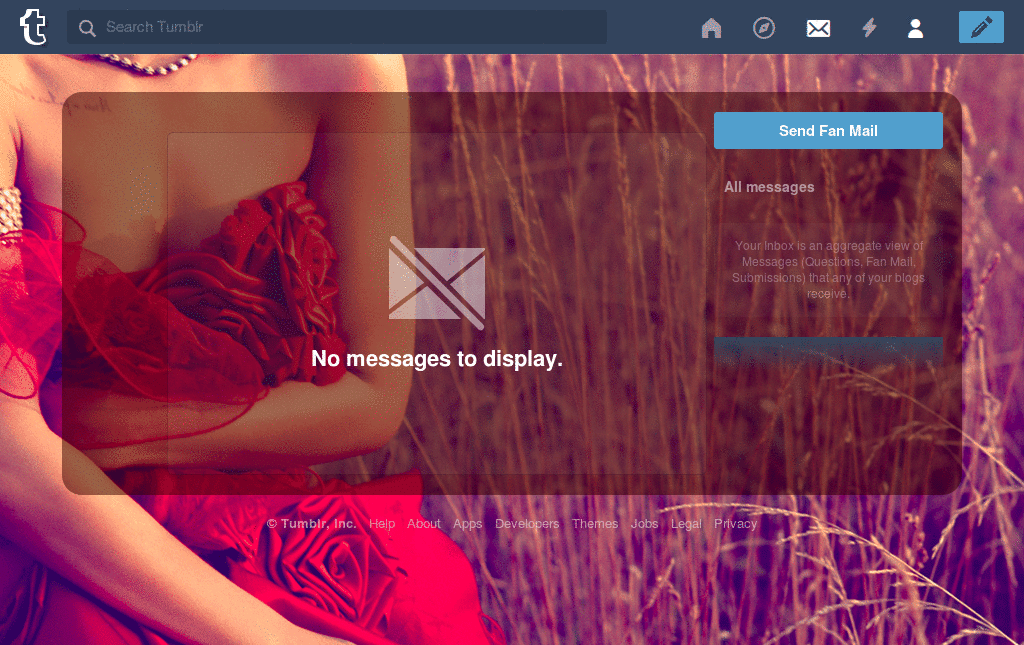 t
Search Tumblr
Send Fan Mail
All messages
Your Inbox is an aggregate view of
Messages (Questions, Fan Mail,
Submissions) that any of your blogs
receive.
No messages to display.
© Tumblr, Inc. Help About Apps Developers Themes Jobs Legal Privacy